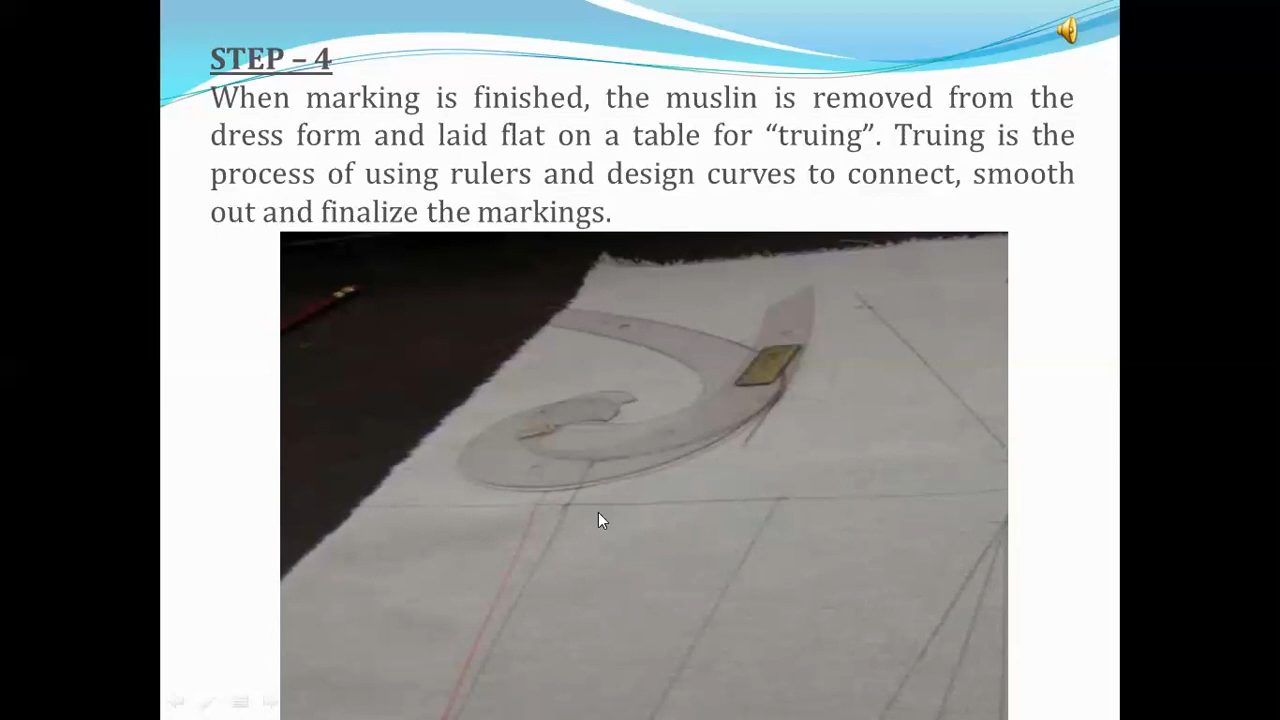 STEP – 4
When marking is finished, the muslin is removed from the
dress form and laid flat on a table for “truing”. Truing is the
process of using rulers and design curves to connect, smooth
out and finalize the markings.